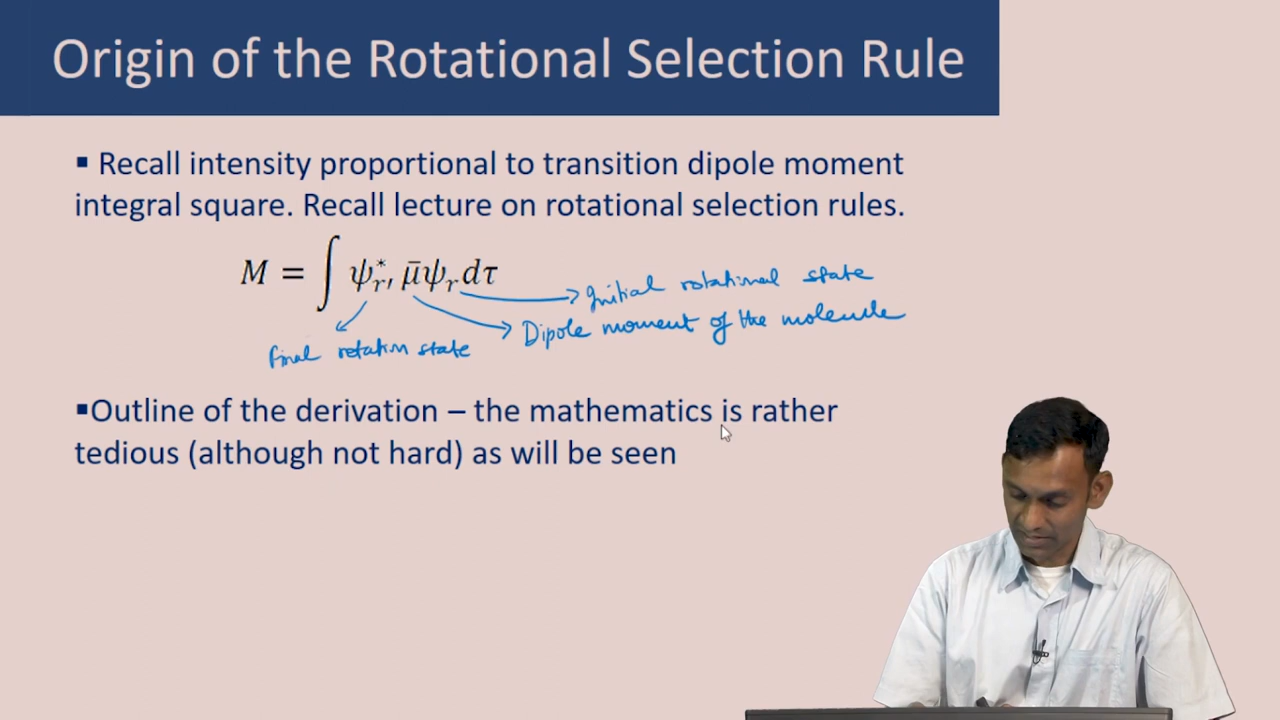 Origin of the Rotational Selection Rule
▪ Recall intensity proportional to transition dipole moment
integral square. Recall lecture on rotational selection rules.
M = ∫ ψ*r′ μ̄ψr dτ
Initial rotational state
Dipole moment of the molecule
final rotation state
▪Outline of the derivation – the mathematics is rather
tedious (although not hard) as will be seen